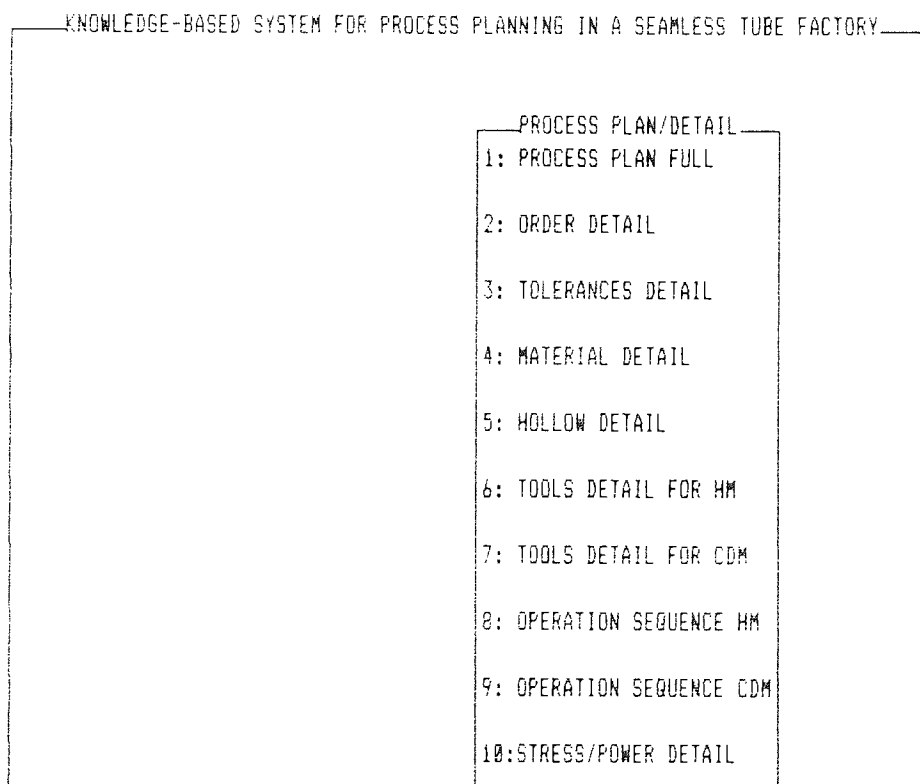 KNOWLEDGE-BASED SYSTEM FOR PROCESS PLANNING IN A SEAMLESS TUBE FACTORY
PROCESS PLAN/DETAIL
1: PROCESS PLAN FULL
2: ORDER DETAIL
3: TOLERANCES DETAIL
4: MATERIAL DETAIL
5: HOLLOW DETAIL
6: TOOLS DETAIL FOR HM
7: TOOLS DETAIL FOR CDM
8: OPERATION SEQUENCE HM
9: OPERATION SEQUENCE CDM
10:STRESS/POWER DETAIL